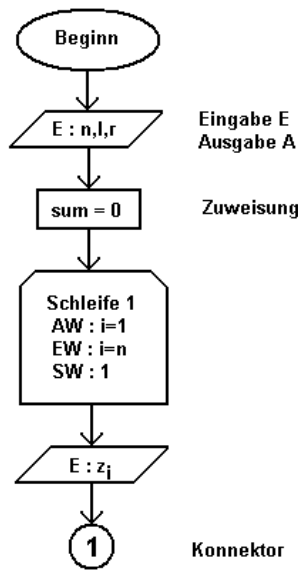 Beginn
E : n,l,r
Eingabe E
Ausgabe A
sum = 0
Zuweisung
Schleife 1
AW : i=1
EW : i=n
SW : 1
E : zi
1
Konnektor